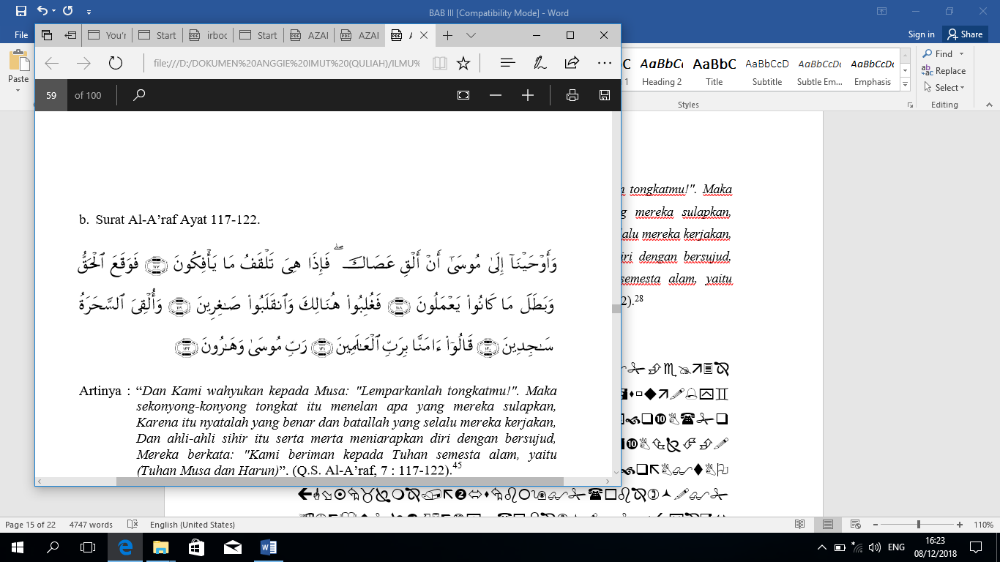 BAB III [Compatibility Mode] - Word
File
Sign in
Share
You'r
Start
irboc
Start
AZAI
AZAI
A
file:///D:/DOKUMEN%20ANGGIE%20IMUT%20(QULIAH)/ILMU%
59 of 100
Paste
AaBbCc
AaBbC
AaBbCcD
AaBbCcD
AaBbCcDc
1
Heading 2
Title
Subtitle
Subtle Em...
Emphasis
Styles
Find
Replace
Select
Editing
b. Surat Al-A'raf Ayat 117-122.
وَأَوْحَيْنَآ إِلَىٰ مُوسَىٰٓ أَنْ أَلْقِ عَصَاكَ ۖ فَإِذَا هِىَ تَلْقَفُ مَا يَأْفِكُونَ ﴿١١٧﴾ فَوَقَعَ ٱلْحَقُّ
وَبَطَلَ مَا كَانُوا۟ يَعْمَلُونَ ﴿١١٨﴾ فَغُلِبُوا۟ هُنَالِكَ وَٱنقَلَبُوا۟ صَـٰغِرِينَ ﴿١١٩﴾ وَأُلْقِىَ ٱلسَّحَرَةُ
سَـٰجِدِينَ ﴿١٢٠﴾ قَالُوٓا۟ ءَامَنَّا بِرَبِّ ٱلْعَـٰلَمِينَ ﴿١٢١﴾ رَبِّ مُوسَىٰ وَهَـٰرُونَ ﴿١٢٢﴾
Artinya : “Dan Kami wahyukan kepada Musa: "Lemparkanlah tongkatmu!". Maka
sekonyong-konyong tongkat itu menelan apa yang mereka sulapkan,
Karena itu nyatalah yang benar dan batallah yang selalu mereka kerjakan,
Dan ahli-ahli sihir itu serta merta meniarapkan diri dengan bersujud,
Mereka berkata: "Kami beriman kepada Tuhan semesta alam, yaitu
(Tuhan Musa dan Harun)”. (Q.S. Al-A'raf, 7 : 117-122).45
tongkatmu!". Maka
mereka sulapkan,
lalu mereka kerjakan,
diri dengan bersujud,
semesta alam, yaitu
2).28
Page 15 of 22
4747 words
English (United States)
110%
ENG
16:23
08/12/2018